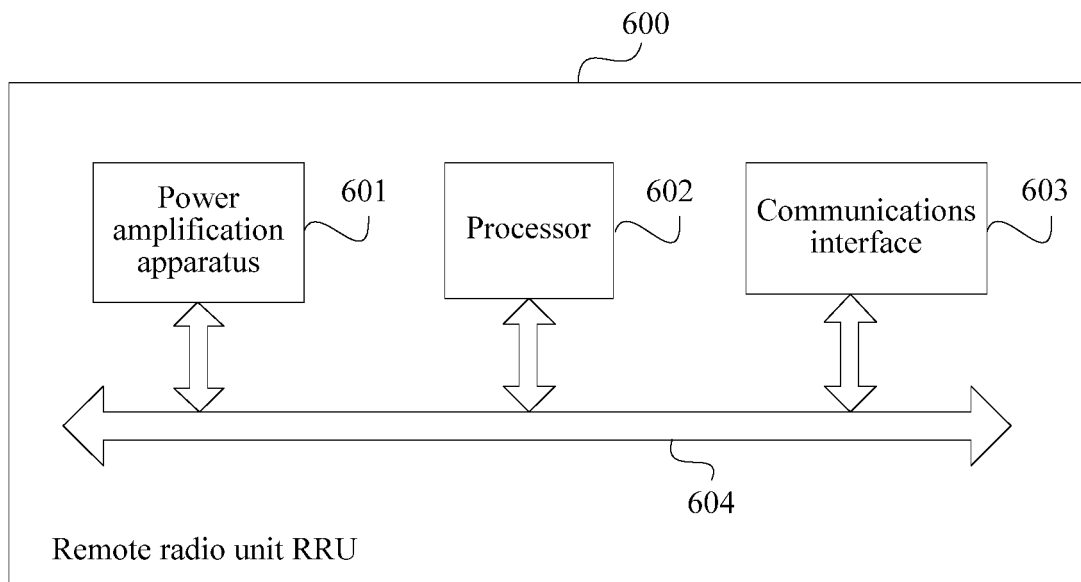 600
Power
amplification
apparatus
601
Processor
602
Communications
interface
603
604
Remote radio unit RRU